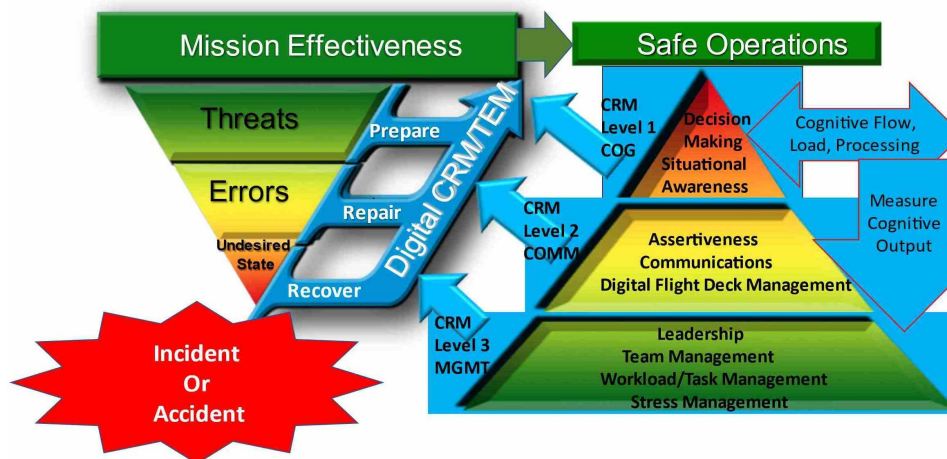 Mission Effectiveness
Safe Operations
Threats
Errors
Undesired
State
Prepare
Repair
Recover
Digital CRM/TEM
Incident
Or
Accident
CRM
Level 1
COG
CRM
Level 2
COMM
CRM
Level 3
MGMT
Decision
Making
Situational
Awareness
Assertiveness
Communications
Digital Flight Deck Management
Leadership
Team Management
Workload/Task Management
Stress Management
Cognitive Flow,
Load, Processing
Measure
Cognitive
Output